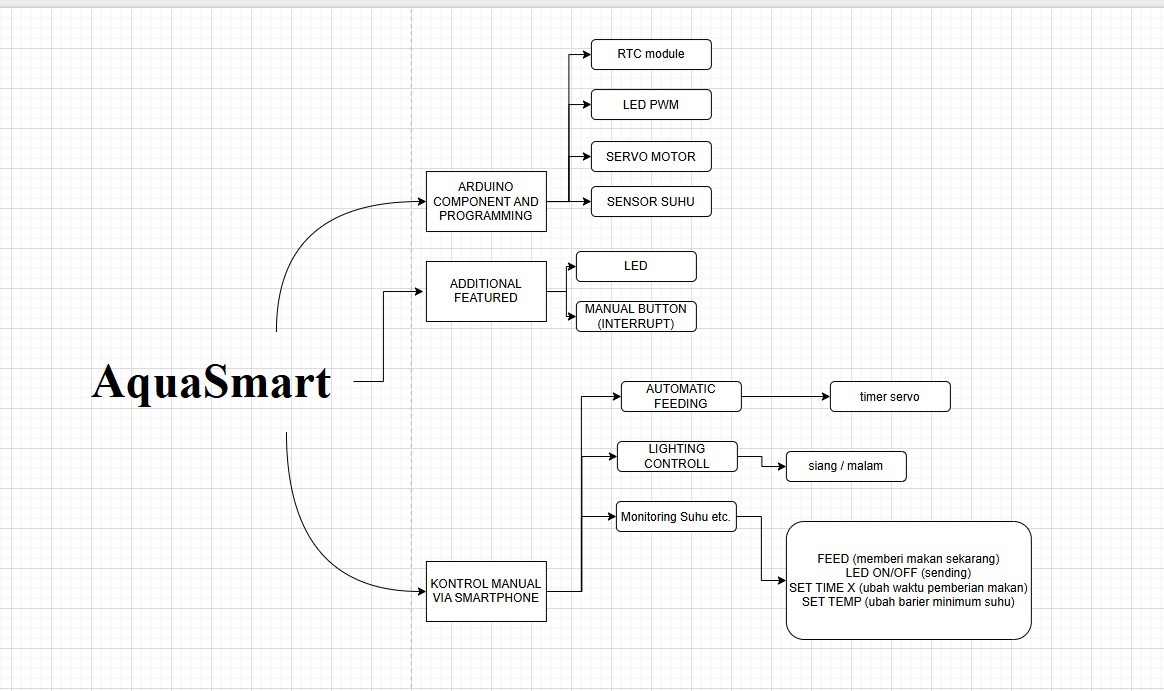 RTC module
LED PWM
SERVO MOTOR
SENSOR SUHU
ARDUINO
COMPONENT AND
PROGRAMMING
LED
MANUAL BUTTON
(INTERRUPT)
ADDITIONAL
FEATURED
AquaSmart
AUTOMATIC
FEEDING
timer servo
LIGHTING
CONTROLL
siang / malam
Monitoring Suhu etc.
FEED (memberi makan sekarang)
LED ON/OFF (sending)
SET TIME X (ubah waktu pemberian makan)
SET TEMP (ubah barier minimum suhu)
KONTROL MANUAL
VIA SMARTPHONE